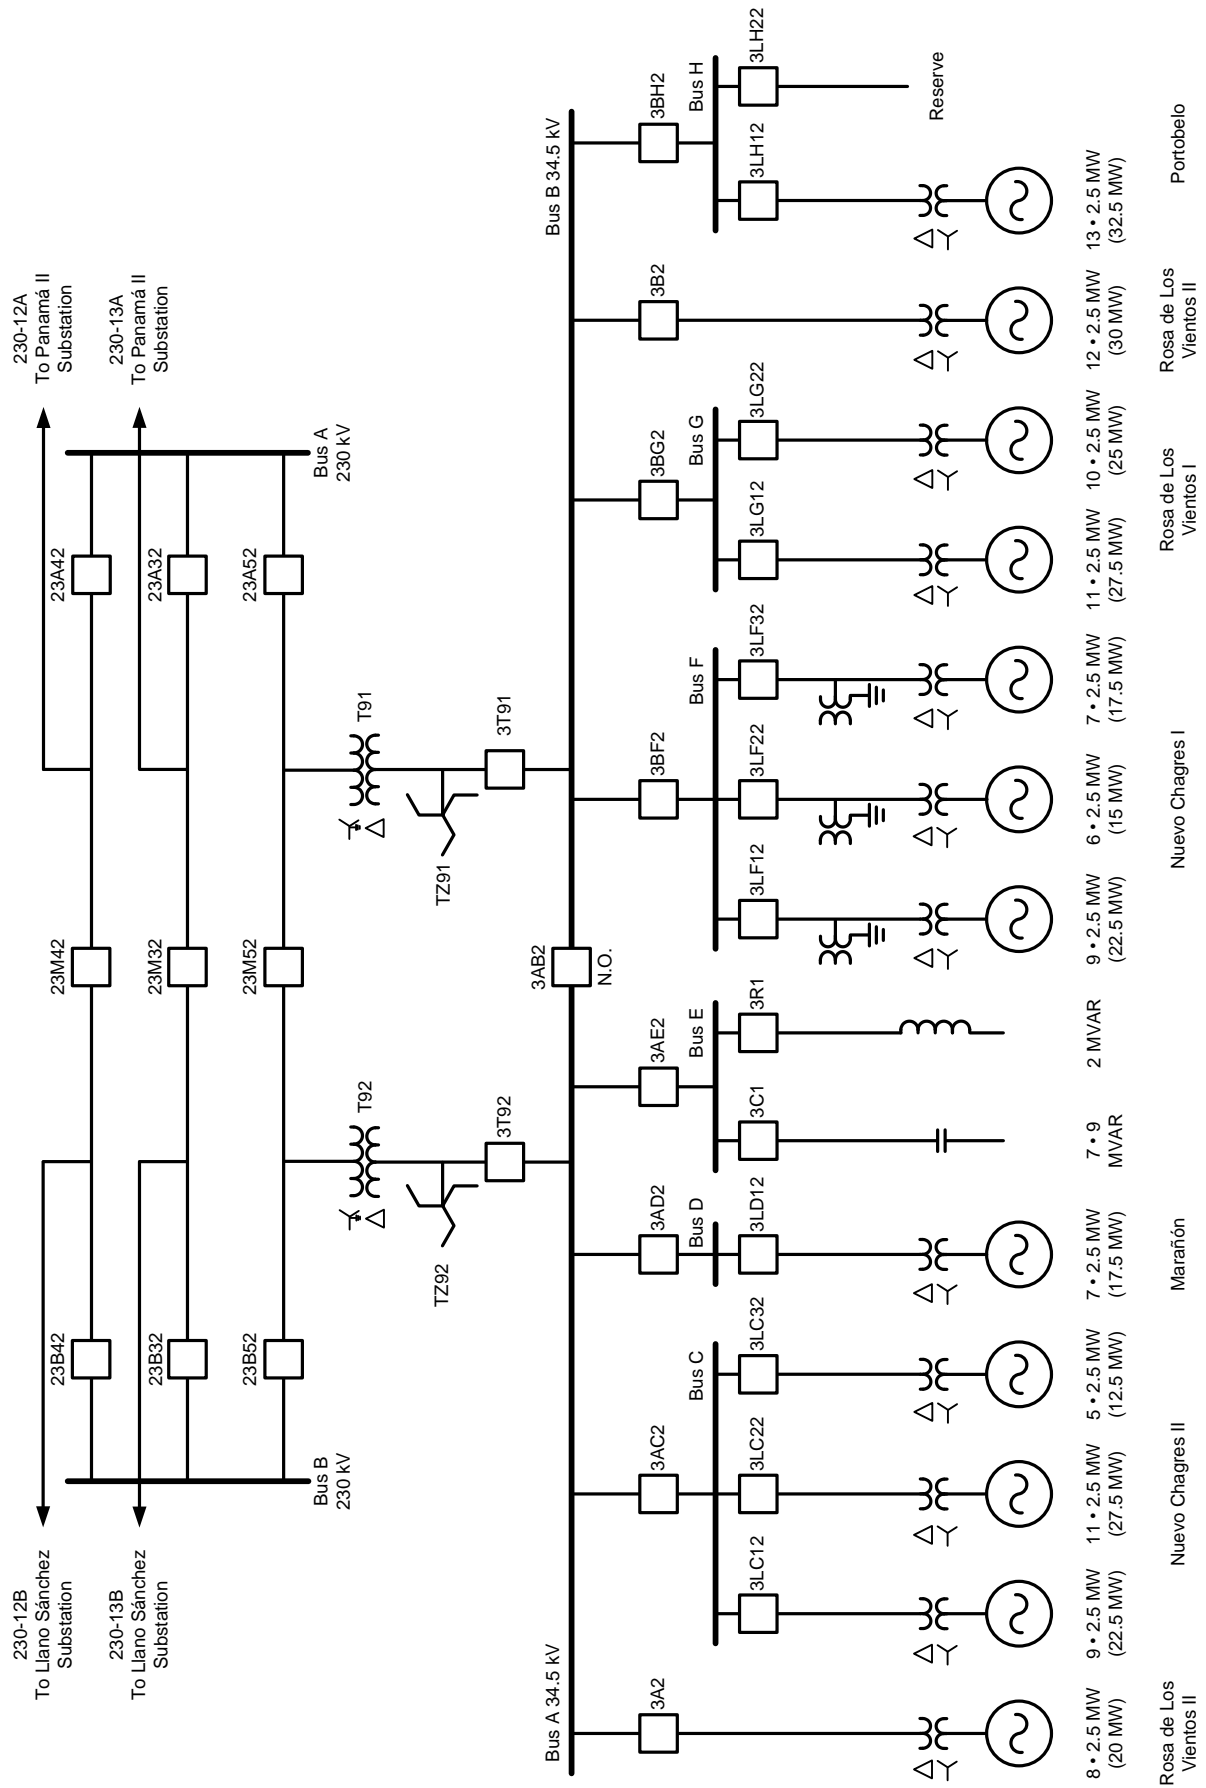 230-12B
To Llano Sánchez
Substation
230-13B
To Llano Sánchez
Substation
230-12A
To Panamá II
Substation
230-13A
To Panamá II
Substation
23B42
23M42
23A42
23B32
23M32
23A32
23B52
23M52
23A52
Bus B
230 kV
Bus A
230 kV
T92
T91
TZ92
TZ91
3T92
3T91
Bus A 34.5 kV
3AB2
N.O.
Bus B 34.5 kV
3A2
3AC2
3AD2
3AE2
3BF2
3BG2
3B2
3BH2
Bus C
Bus D
Bus E
Bus F
Bus G
Bus H
3LC12
3LC22
3LC32
3LD12
3C1
3R1
3LF12
3LF22
3LF32
3LG12
3LG22
3LH12
3LH22
Reserve
8 • 2.5 MW
(20 MW)
9 • 2.5 MW
(22.5 MW)
11 • 2.5 MW
(27.5 MW)
5 • 2.5 MW
(12.5 MW)
7 • 2.5 MW
(17.5 MW)
7 • 9
MVAR
2 MVAR
9 • 2.5 MW
(22.5 MW)
6 • 2.5 MW
(15 MW)
7 • 2.5 MW
(17.5 MW)
11 • 2.5 MW
(27.5 MW)
10 • 2.5 MW
(25 MW)
12 • 2.5 MW
(30 MW)
13 • 2.5 MW
(32.5 MW)
Rosa de Los
Vientos II
Nuevo Chagres II
Marañón
Nuevo Chagres I
Rosa de Los
Vientos I
Rosa de Los
Vientos II
Portobelo